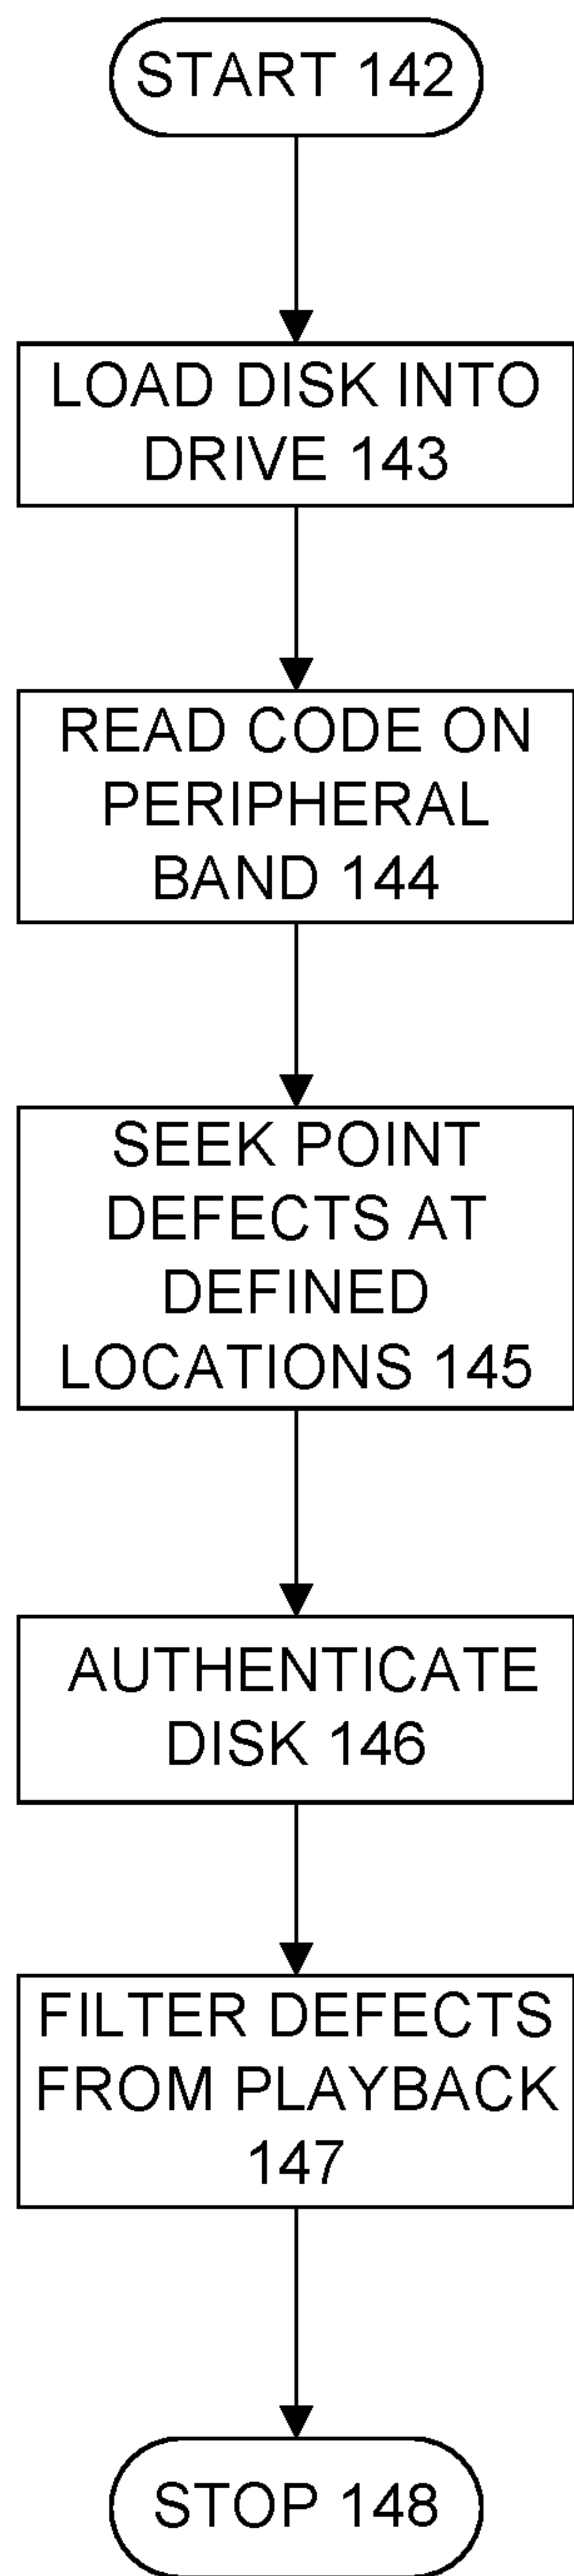 START 142
LOAD DISK INTO
DRIVE 143
READ CODE ON
PERIPHERAL
BAND 144
SEEK POINT
DEFECTS AT
DEFINED
LOCATIONS 145
AUTHENTICATE
DISK 146
FILTER DEFECTS
FROM PLAYBACK
147
STOP 148